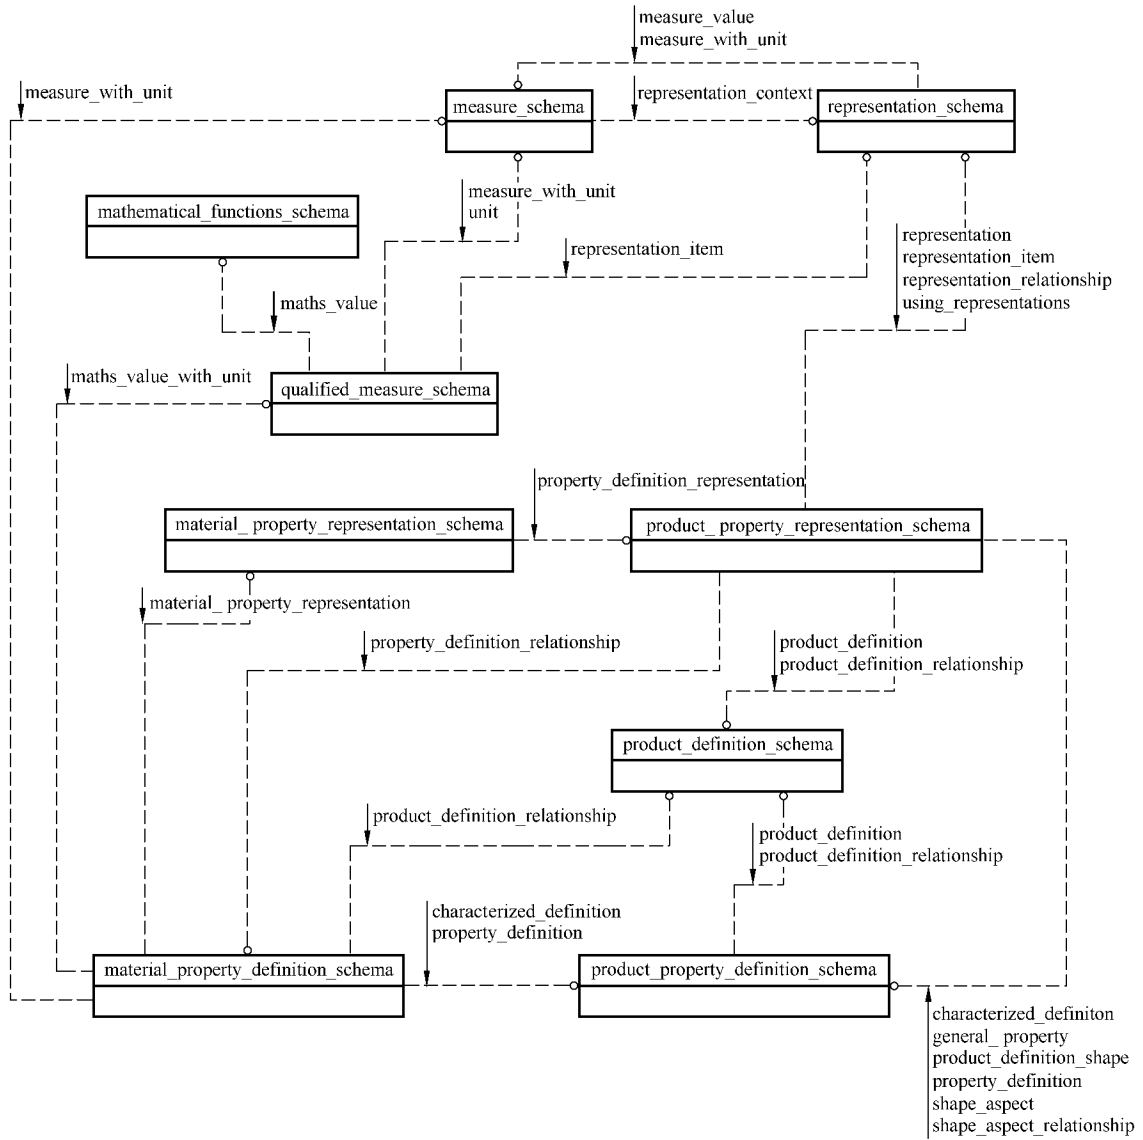 measure_value
measure_with_unit
measure_with_unit
representation_context
measure_schema
representation_schema
measure_with_unit
unit
mathematical_functions_schema
representation
representation_item
representation_relationship
using_representations
representation_item
maths_value
maths_value_with_unit
qualified_measure_schema
property_definition_representation
material_ property_representation_schema
product_ property_representation_schema
material_ property_representation
property_definition_relationship
product_definition
product_definition_relationship
product_definition_schema
product_definition_relationship
product_definition
product_definition_relationship
characterized_definition
property_definition
material_property_definition_schema
product_property_definition_schema
characterized_definiton
general_ property
product_definition_shape
property_definition
shape_aspect
shape_aspect_relationship